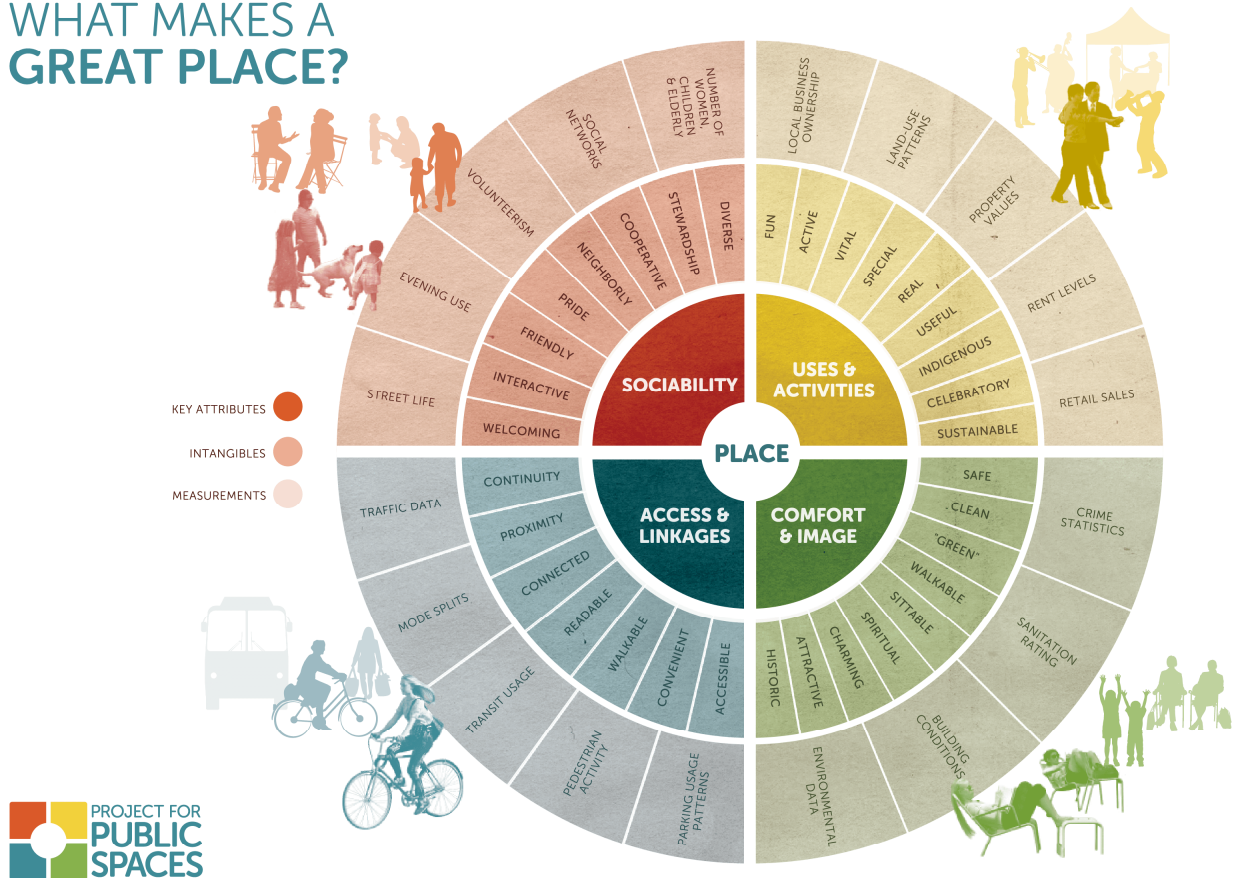 WHAT MAKES A
GREAT PLACE?
KEY ATTRIBUTES
INTANGIBLES
MEASUREMENTS
PLACE
SOCIABILITY
USES &
ACTIVITIES
ACCESS &
LINKAGES
COMFORT
& IMAGE
WELCOMING
INTERACTIVE
FRIENDLY
PRIDE
NEIGHBORLY
COOPERATIVE
STEWARDSHIP
DIVERSE
STREET LIFE
EVENING USE
VOLUNTEERISM
SOCIAL
NETWORKS
NUMBER OF
WOMEN,
CHILDREN
& ELDERLY
FUN
ACTIVE
VITAL
SPECIAL
REAL
USEFUL
INDIGENOUS
CELEBRATORY
SUSTAINABLE
LOCAL BUSINESS
OWNERSHIP
LAND-USE
PATTERNS
PROPERTY
VALUES
RENT LEVELS
RETAIL SALES
CONTINUITY
PROXIMITY
CONNECTED
READABLE
WALKABLE
CONVENIENT
ACCESSIBLE
TRAFFIC DATA
MODE SPLITS
TRANSIT USAGE
PEDESTRIAN
ACTIVITY
PARKING USAGE
PATTERNS
SAFE
CLEAN
"GREEN"
WALKABLE
SITTABLE
SPIRITUAL
CHARMING
ATTRACTIVE
HISTORIC
CRIME
STATISTICS
SANITATION
RATING
BUILDING
CONDITIONS
ENVIRONMENTAL
DATA
PROJECT FOR
PUBLIC
SPACES